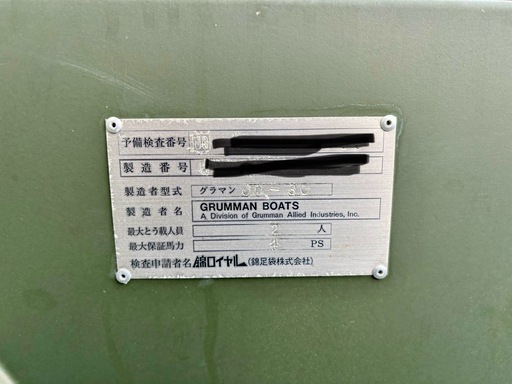 予備検査番号
製造番号
製造者型式 グラマン
製造者名 GRUMMAN BOATS
A Division of Grumman Allied Industries, Inc.
最大とう載人員 2 人
最大保証馬力 4 PS
検査申請者名 錦ロイヤル (錦足袋株式会社)